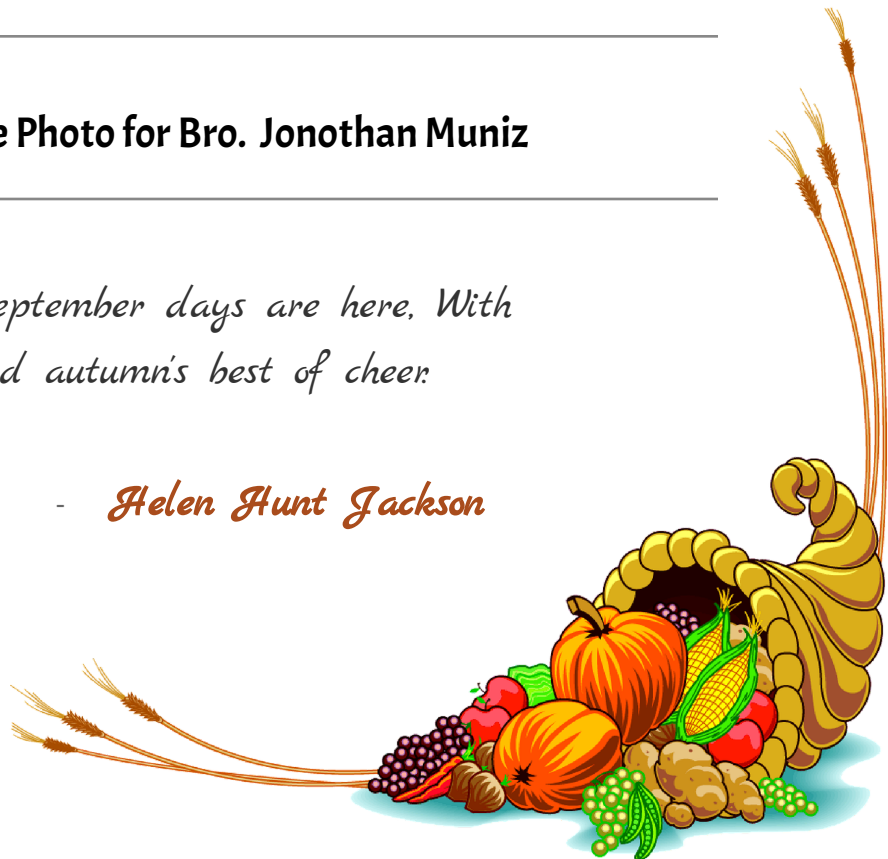 e Photo for Bro. Jonothan Muniz
eptember days are here, With
d autumn's best of cheer.
- Helen Hunt Jackson